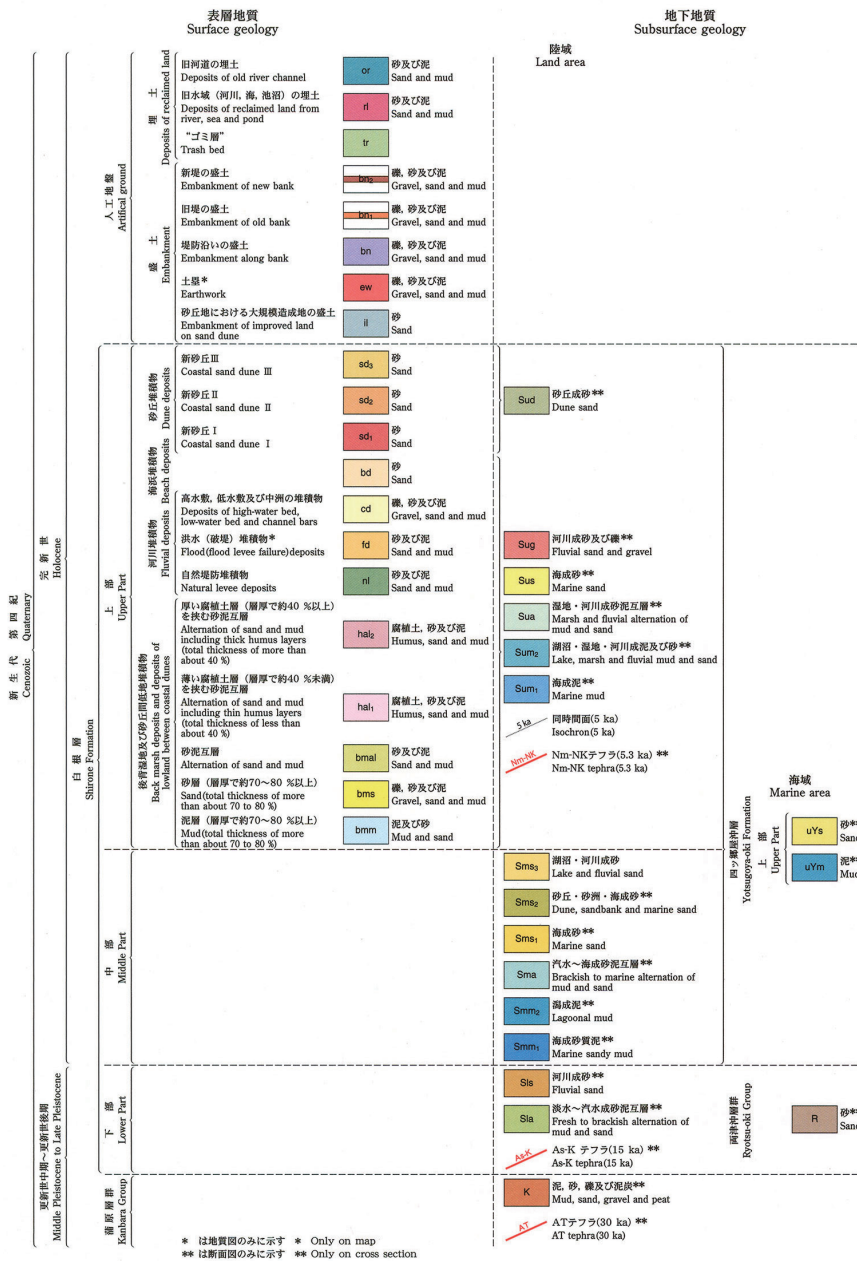 表層地質
Surface geology
地下地質
Subsurface geology
陸域
Land area
新生代 第四紀
Cenozoic Quaternary
完新世
Holocene
人工地盤
Artifical ground
埋土
Deposits of reclaimed land
旧河道の埋土
Deposits of old river channel
or
砂及び泥
Sand and mud
旧水域（河川, 海, 池沼）の埋土
Deposits of reclaimed land from
river, sea and pond
rl
砂及び泥
Sand and mud
“ゴミ層”
Trash bed
tr
盛土
Embankment
新堤の盛土
Embankment of new bank
bn2
礫, 砂及び泥
Gravel, sand and mud
旧堤の盛土
Embankment of old bank
bn1
礫, 砂及び泥
Gravel, sand and mud
堤防沿いの盛土
Embankment along bank
bn
礫, 砂及び泥
Gravel, sand and mud
土塁*
Earthwork
ew
礫, 砂及び泥
Gravel, sand and mud
砂丘地における大規模造成地の盛土
Embankment of improved land
on sand dune
il
砂
Sand
白根層
Shirone Formation
上部
Upper Part
砂丘堆積物
Dune deposits
新砂丘III
Coastal sand dune III
sd3
砂
Sand
新砂丘II
Coastal sand dune II
sd2
砂
Sand
新砂丘I
Coastal sand dune I
sd1
砂
Sand
Sud
砂丘成砂**
Dune sand
海浜堆積物
Beach deposits
bd
砂
Sand
河川堆積物
Fluvial deposits
高水敷, 低水敷及び中洲の堆積物
Deposits of high-water bed,
low-water bed and channel bars
cd
礫, 砂及び泥
Gravel, sand and mud
洪水（破堤）堆積物*
Flood(flood levee failure)deposits
fd
砂及び泥
Sand and mud
自然堤防堆積物
Natural levee deposits
nl
砂及び泥
Sand and mud
後背湿地及び砂丘間低地堆積物
Back marsh deposits and deposits of
lowland between coastal dunes
厚い腐植土層（層厚で約40 %以上）
を挟む砂泥互層
Alternation of sand and mud
including thick humus layers
(total thickness of more than
about 40 %)
hal2
腐植土, 砂及び泥
Humus, sand and mud
薄い腐植土層（層厚で約40 %未満）
を挟む砂泥互層
Alternation of sand and mud
including thin humus layers
(total thickness of less than
about 40 %)
hal1
腐植土, 砂及び泥
Humus, sand and mud
砂泥互層
Alternation of sand and mud
bmal
砂及び泥
Sand and mud
砂層（層厚で約70～80 %以上）
Sand(total thickness of more
than about 70 to 80 %)
bms
礫, 砂及び泥
Gravel, sand and mud
泥層（層厚で約70～80 %以上）
Mud(total thickness of more
than about 70 to 80 %)
bmm
泥及び砂
Mud and sand
Sug
河川成砂及び礫**
Fluvial sand and gravel
Sus
海成砂**
Marine sand
Sua
湿地・河川成砂泥互層**
Marsh and fluvial alternation of
mud and sand
Sum2
湖沼・湿地・河川成泥及び砂**
Lake, marsh and fluvial mud and sand
Sum1
海成泥**
Marine mud
5 ka
同時間面(5 ka)
Isochron(5 ka)
Nm-NK
Nm-NKテフラ(5.3 ka) **
Nm-NK tephra(5.3 ka)
海域
Marine area
四ッ郷屋沖層
Yotsugoya-oki Formation
上部
Upper Part
uYs
砂**
Sand
uYm
泥**
Mud
中部
Middle Part
Sms3
湖沼・河川成砂
Lake and fluvial sand
Sms2
砂丘・砂洲・海成砂**
Dune, sandbank and marine sand
Sms1
海成砂**
Marine sand
Sma
汽水～海成砂泥互層**
Brackish to marine alternation of
mud and sand
Smm2
潟成泥**
Lagoonal mud
Smm1
海成砂質泥**
Marine sandy mud
更新世中期～更新世後期
Middle Pleistocene to Late Pleistocene
下部
Lower Part
Sls
河川成砂**
Fluvial sand
Sla
淡水～汽水成砂泥互層**
Fresh to brackish alternation of
mud and sand
As-K
As-K テフラ(15 ka) **
As-K tephra(15 ka)
両津沖層群
Ryotsu-oki Group
R
砂**
Sand
蒲原層群
Kanbara Group
K
泥, 砂, 礫及び泥炭**
Mud, sand, gravel and peat
AT
ATテフラ(30 ka) **
AT tephra(30 ka)
* は地質図のみに示す * Only on map
** は断面図のみに示す ** Only on cross section